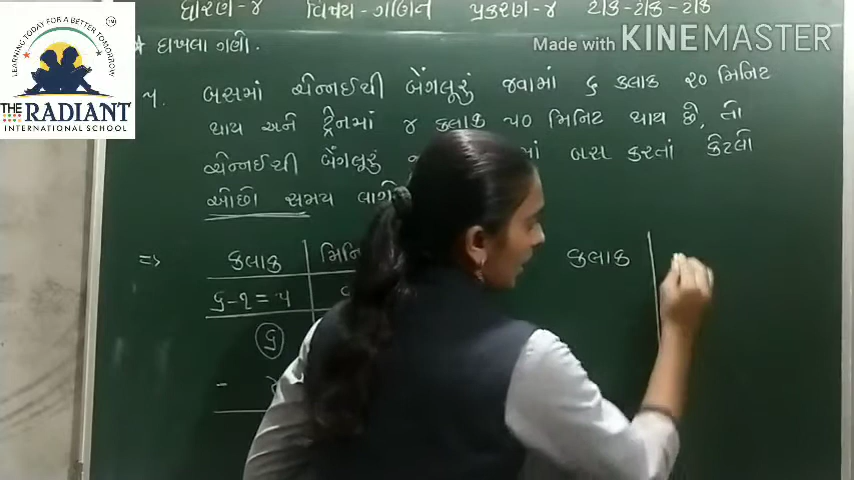 ધોરણ-૪ વિષય-ગણિત પ્રકરણ-૪ ટીક-ટીક-ટીક
Made with KINEMASTER
LEARNING TODAY FOR A BETTER TOMORROW
THE RADIANT
INTERNATIONAL SCHOOL
★ દાખલા ગણો.
૫. બસમાં ચેન્નઈથી બેંગલૂરું જવામાં ૬ કલાક ૨૦ મિનિટ
થાય અને ટ્રેનમાં ૪ કલાક ૫૦ મિનિટ થાય છે, તો
ચેન્નઈથી બેંગલૂરું માં બસ કરતાં કેટલો
ઓછો સમય
⇒ કલાક કલાક
૬-૧ = ૫
૬
-